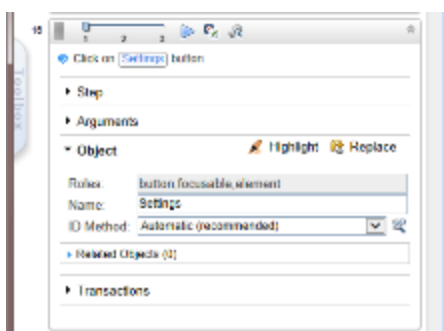 15
1 2 3
Click on Settings button
Toolbox
Step
Arguments
Object Highlight Replace
Roles: button,focusable,element
Name: Settings
ID Method: Automatic (recommended)
Related Objects (0)
Transactions